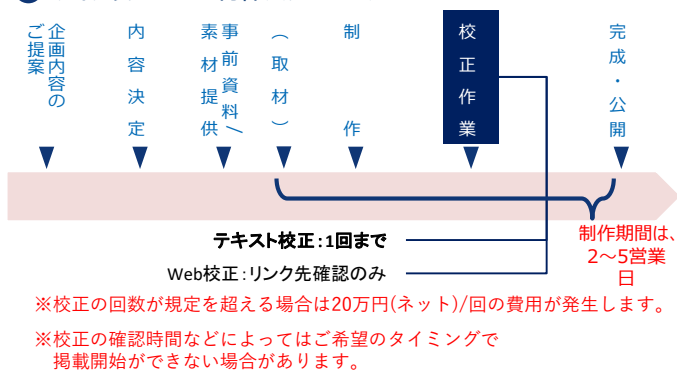 企画内容の
ご提案
内容決定
事前資料/
素材提供
（取材）
制作
校正作業
完成・公開
テキスト校正：1回まで
Web校正：リンク先確認のみ
制作期間は、
2～5営業
日
※校正の回数が規定を超える場合は20万円(ネット)/回の費用が発生します。
※校正の確認時間などによってはご希望のタイミングで
掲載開始ができない場合があります。